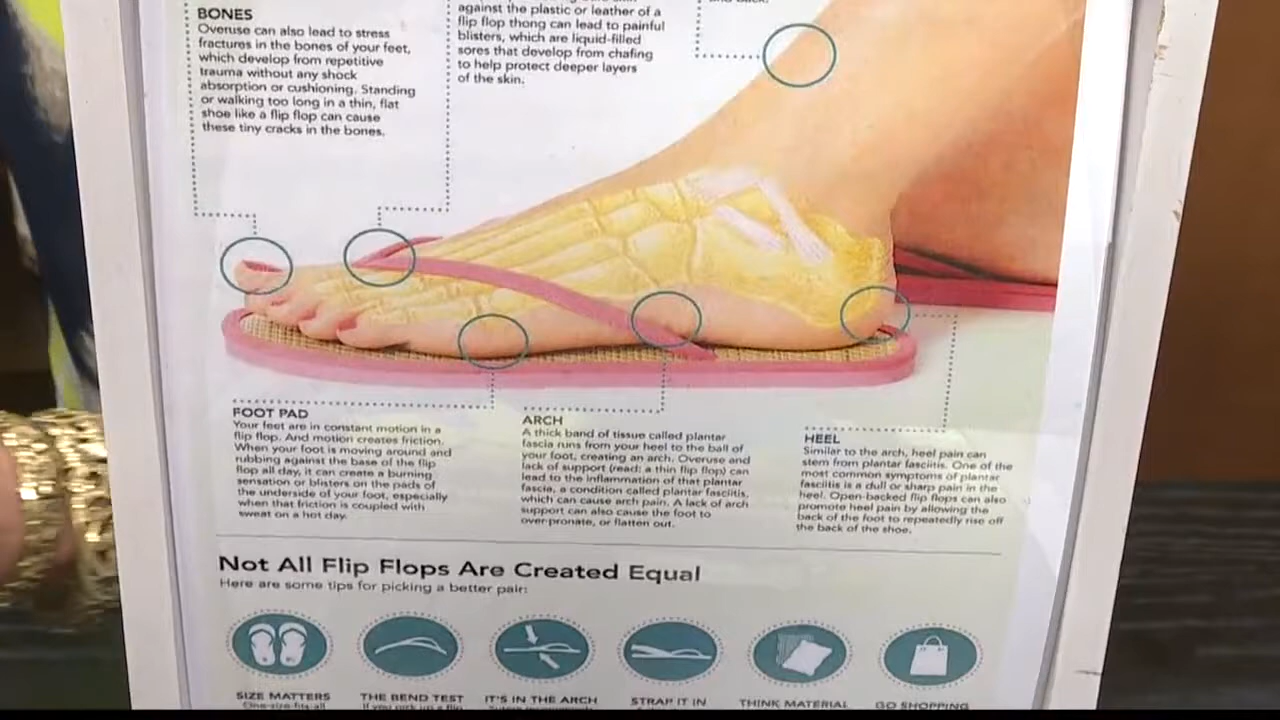 BONES
Overuse can also lead to stress
fractures in the bones of your feet,
which develop from repetitive
trauma without any shock
absorption or cushioning. Standing
or walking too long in a thin, flat
shoe like a flip flop can cause
these tiny cracks in the bones.
against the plastic or leather of a
flip flop thong can lead to painful
blisters, which are liquid-filled
sores that develop from chafing
to help protect deeper layers
of the skin.
FOOT PAD
Your feet are in constant motion in a
flip flop. And motion creates friction.
When your foot is moving around and
rubbing against the base of the flip
flop all day, it can create a burning
sensation or blisters on the pads of
the underside of your foot, especially
when that friction is coupled with
sweat on a hot day.
ARCH
A thick band of tissue called plantar
fascia runs from your heel to the ball of
your foot, creating an arch. Overuse and
lack of support (read: a thin flip flop) can
lead to the inflammation of that plantar
fascia, a condition called plantar fasciitis,
which can cause arch pain. A lack of arch
support can also cause the foot to
over-pronate, or flatten out.
HEEL
Similar to the arch, heel pain can
stem from plantar fasciitis. One of the
most common symptoms of plantar
fasciitis is a dull or sharp pain in the
heel. Open-backed flip flops can also
promote heel pain by allowing the
back of the foot to repeatedly rise off
the back of the shoe.
Not All Flip Flops Are Created Equal
Here are some tips for picking a better pair:
SIZE MATTERS
One-size fits all
THE BEND TEST
If you pick up a flip
IT'S IN THE ARCH
STRAP IT IN
THINK MATERIAL
GO SHOPPING